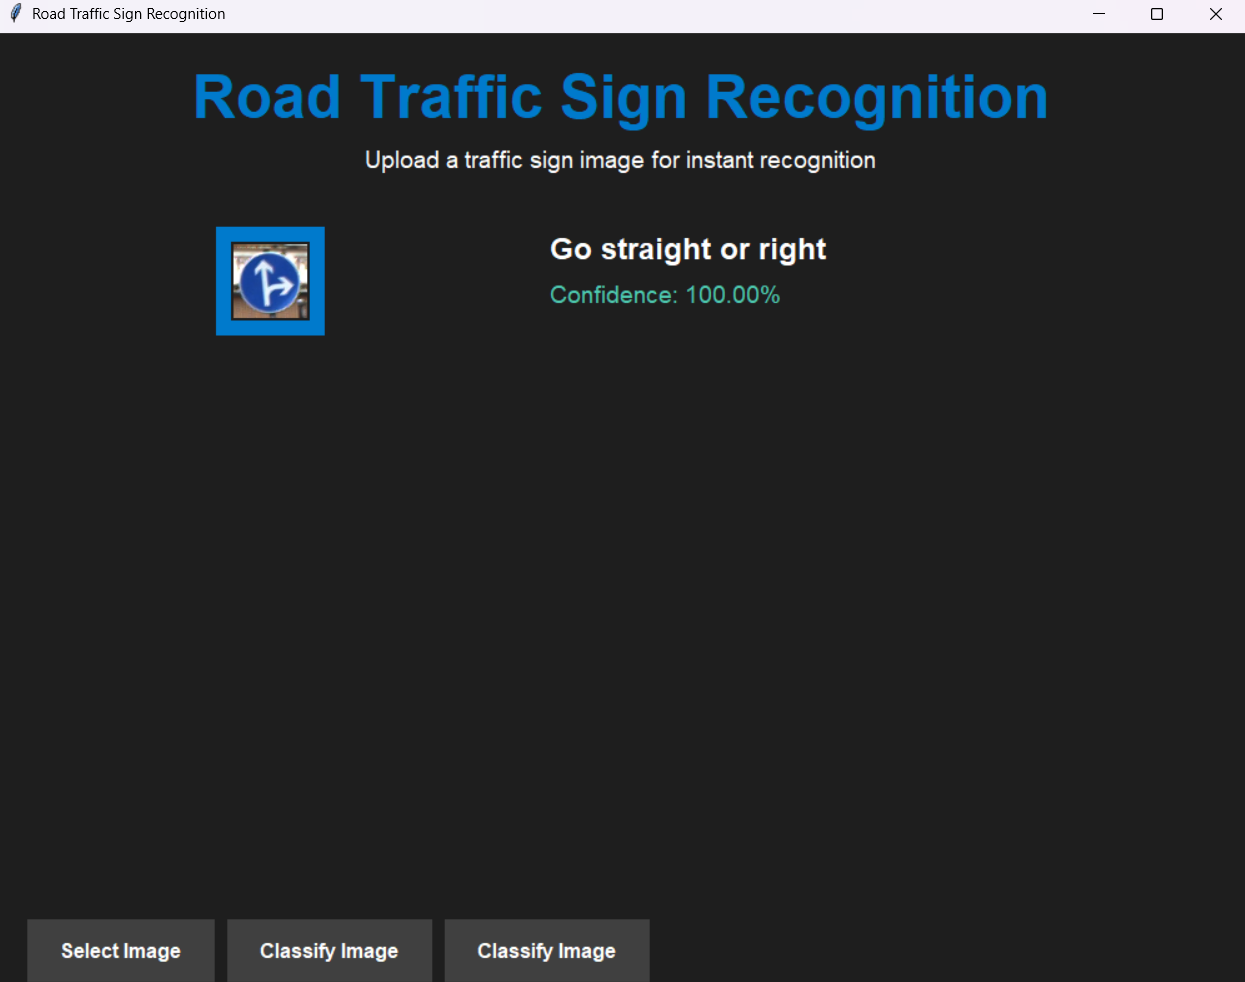 Road Traffic Sign Recognition
Road Traffic Sign Recognition
Upload a traffic sign image for instant recognition
Go straight or right
Confidence: 100.00%
Select Image
Classify Image
Classify Image